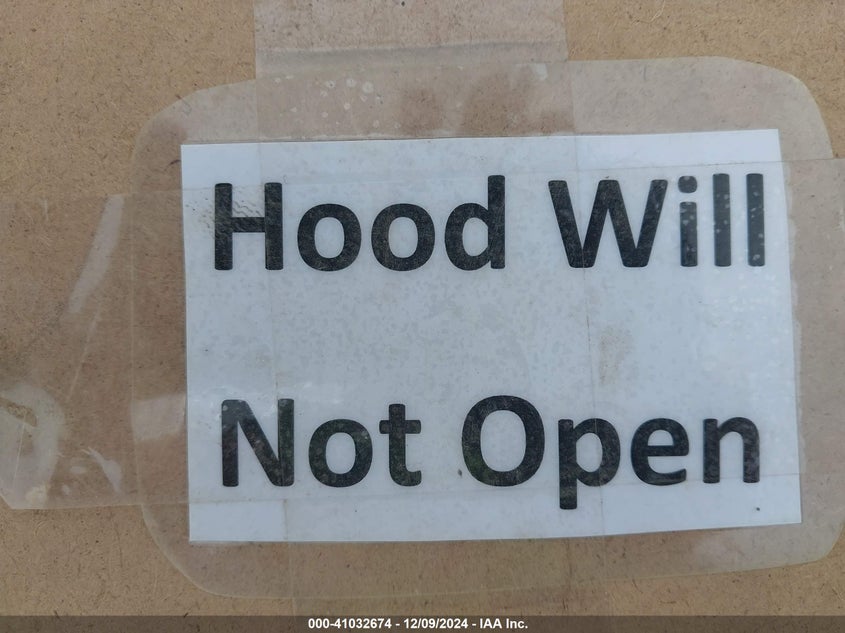 Hood Will
Not Open
000-41032674 - 12/09/2024 - IAA Inc.